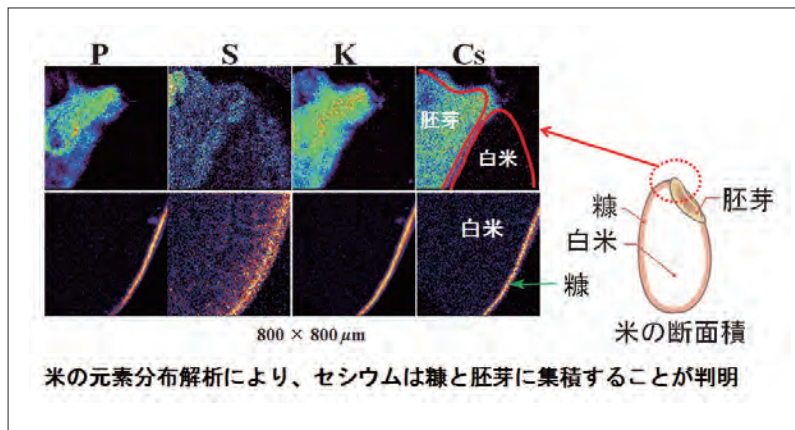 P S K Cs
胚芽
白米
胚芽
糠
白米
白米
糠
800 × 800 μm
米の断面積
米の元素分布解析により、セシウムは糠と胚芽に集積することが判明